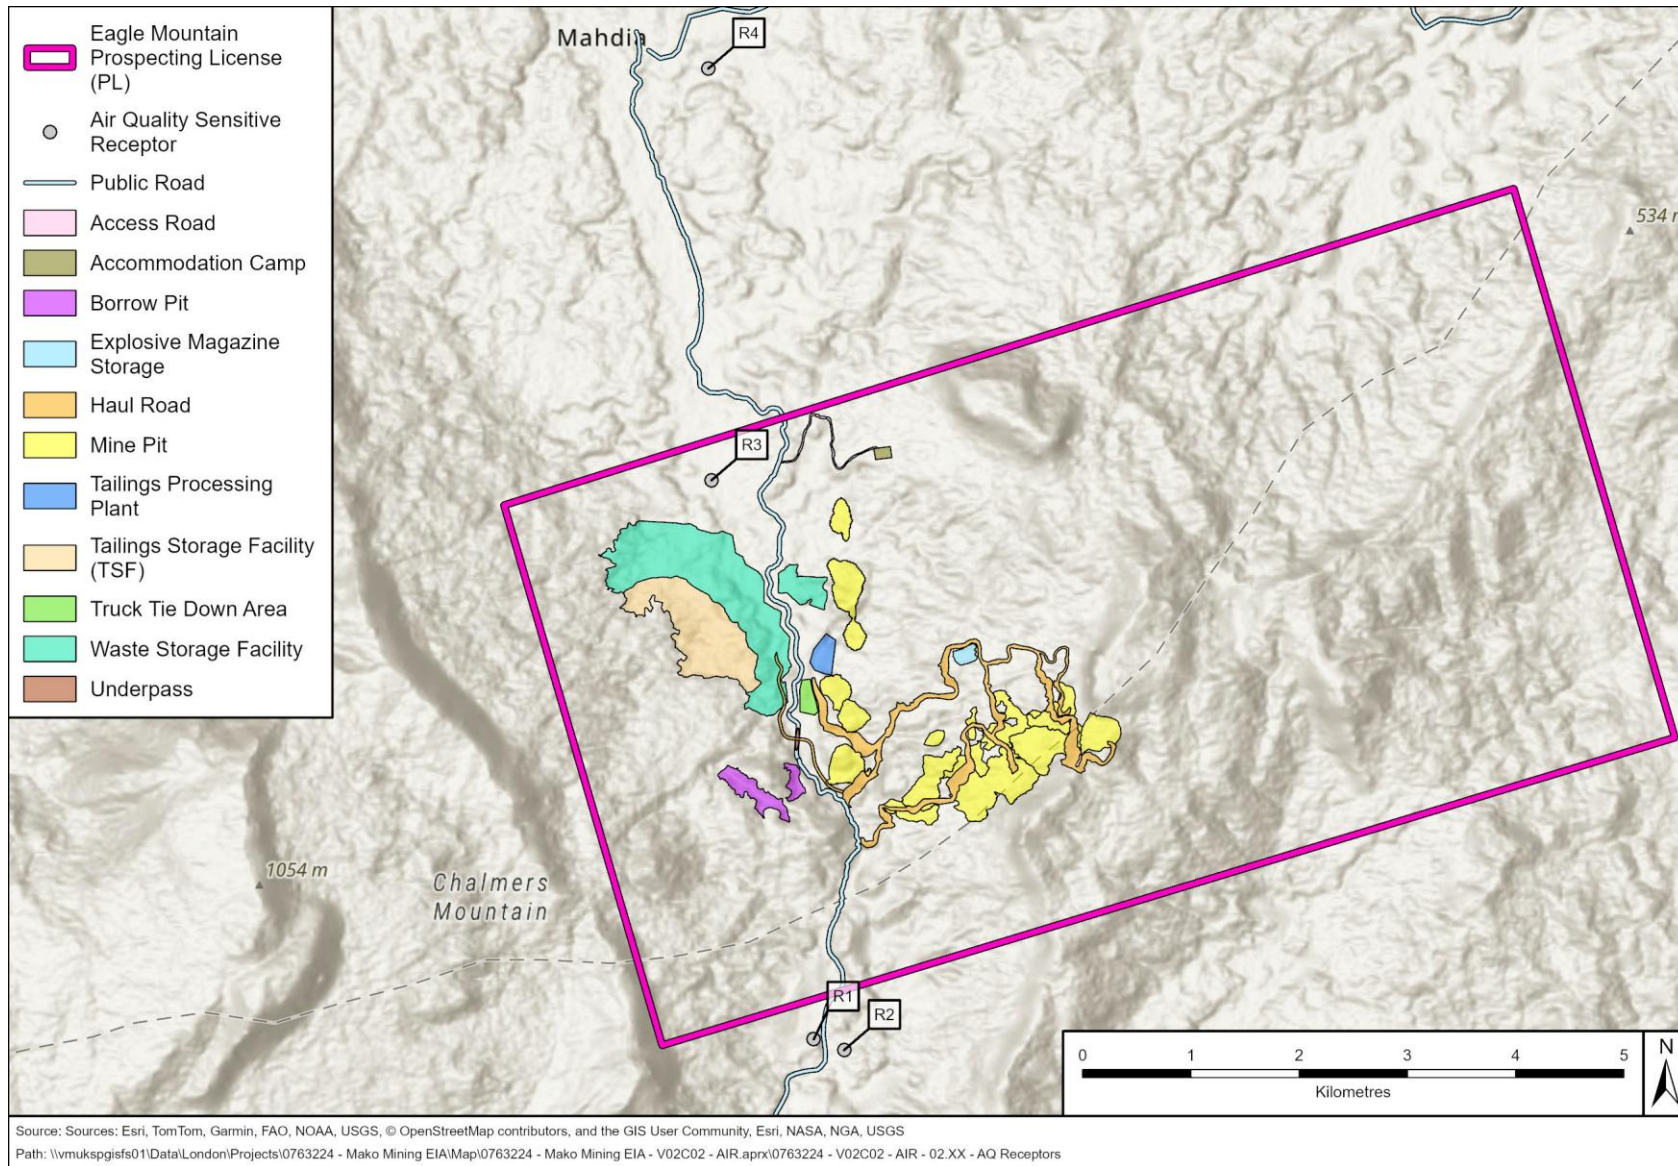 Eagle Mountain
Prospecting License
(PL)
Air Quality Sensitive
Receptor
Public Road
Access Road
Accommodation Camp
Borrow Pit
Explosive Magazine
Storage
Haul Road
Mine Pit
Tailings Processing
Plant
Tailings Storage Facility
(TSF)
Truck Tie Down Area
Waste Storage Facility
Underpass
Mahdia
R4
534 m
R3
1054 m
Chalmers
Mountain
R1
R2
0 1 2 3 4 5
Kilometres
N
Source: Sources: Esri, TomTom, Garmin, FAO, NOAA, USGS, © OpenStreetMap contributors, and the GIS User Community, Esri, NASA, NGA, USGS
Path: \\vmukspgisfs01\Data\London\Projects\0763224 - Mako Mining EIA\Map\0763224 - Mako Mining EIA - V02C02 - AIR.aprx\0763224 - V02C02 - AIR - 02.XX - AQ Receptors